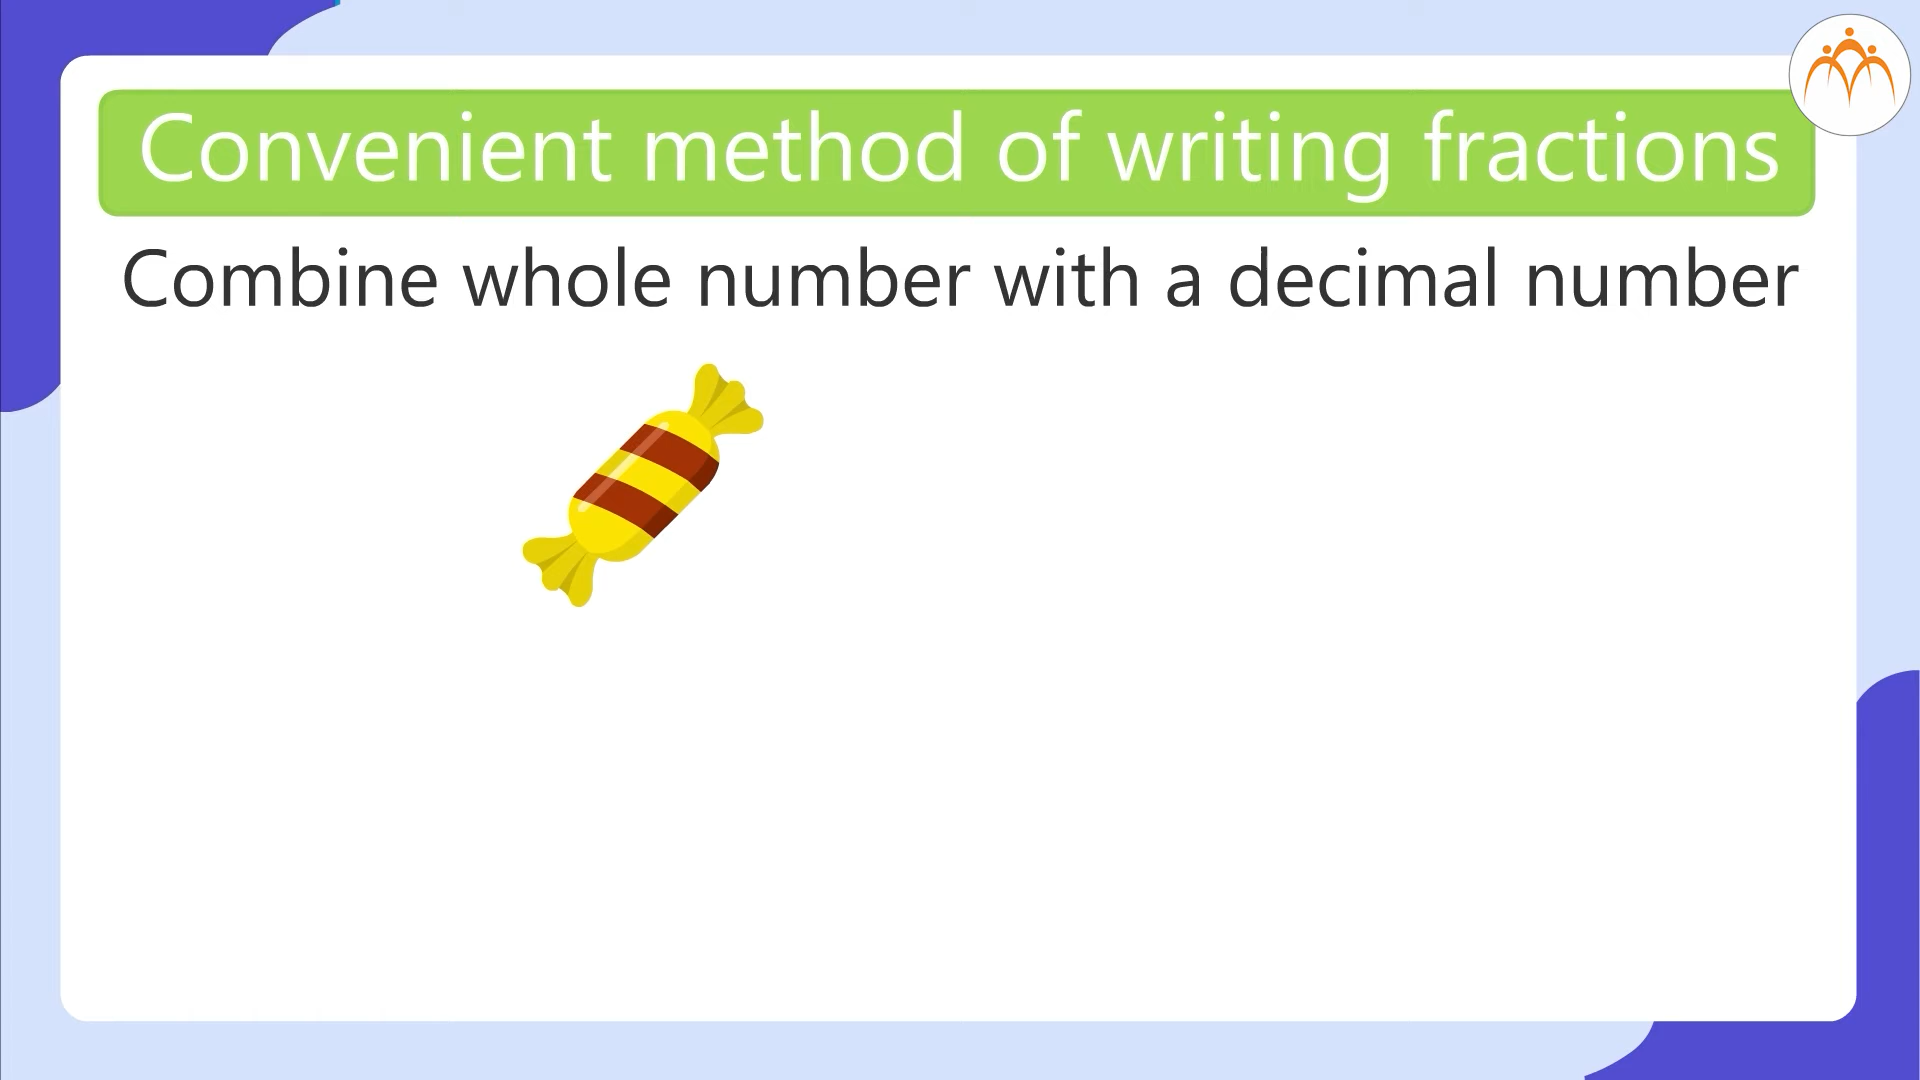 Convenient method of writing fractions
Combine whole number with a decimal number